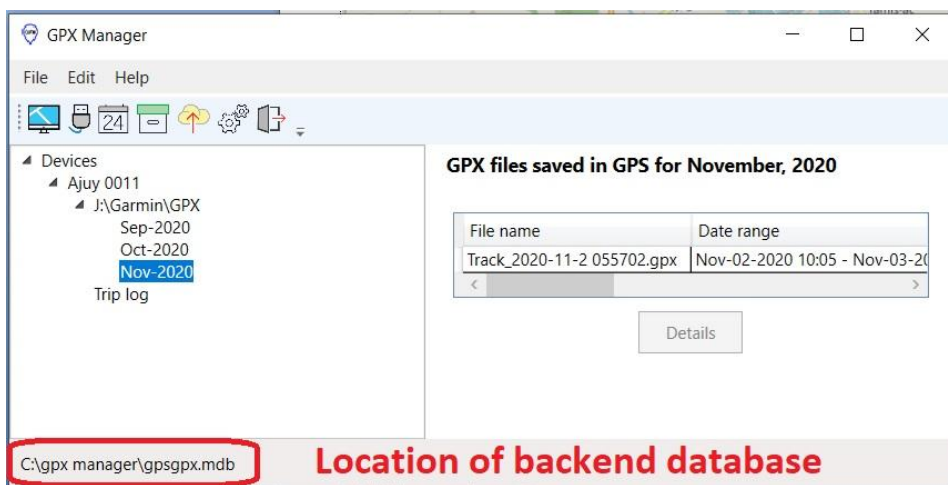 GPX Manager
File Edit Help
24
Devices
Ajuy 0011
J:\Garmin\GPX
Sep-2020
Oct-2020
Nov-2020
Trip log
GPX files saved in GPS for November, 2020
File name Date range
Track_2020-11-2 055702.gpx Nov-02-2020 10:05 - Nov-03-20
Details
C:\gpx manager\gpsgpx.mdb
Location of backend database